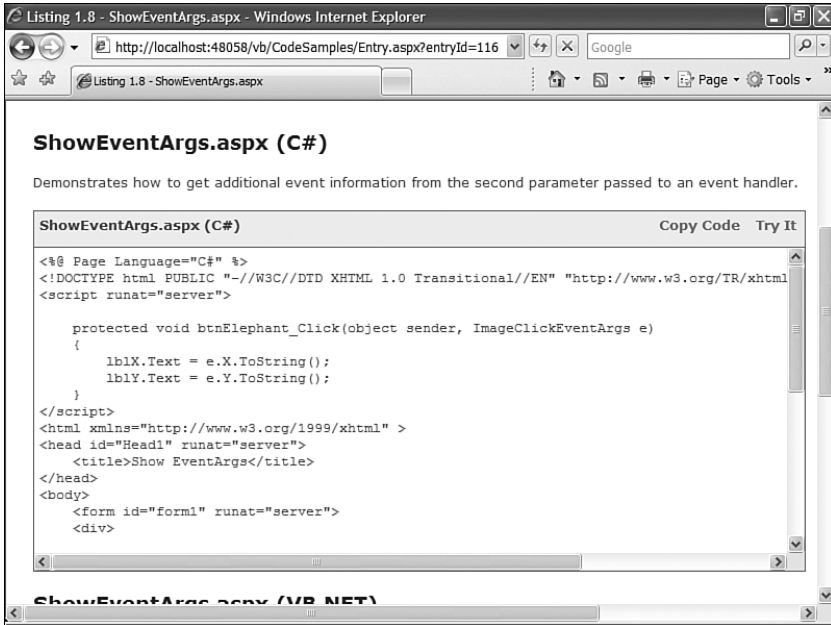 Listing 1.8 - ShowEventArgs.aspx - Windows Internet Explorer
http://localhost:48058/vb/CodeSamples/Entry.aspx?entryId=116
Google
Listing 1.8 - ShowEventArgs.aspx
Page
Tools
ShowEventArgs.aspx (C#)
Demonstrates how to get additional event information from the second parameter passed to an event handler.
ShowEventArgs.aspx (C#) Copy Code Try It
<%@ Page Language="C#" %>
<!DOCTYPE html PUBLIC "-//W3C//DTD XHTML 1.0 Transitional//EN" "http://www.w3.org/TR/xhtml
<script runat="server">
    protected void btnElephant_Click(object sender, ImageClickEventArgs e)
    {
        lblX.Text = e.X.ToString();
        lblY.Text = e.Y.ToString();
    }
</script>
<html xmlns="http://www.w3.org/1999/xhtml" >
<head id="Head1" runat="server">
    <title>Show EventArgs</title>
</head>
<body>
    <form id="form1" runat="server">
    <div>
ShowEventArgs.aspx (VB.NET)